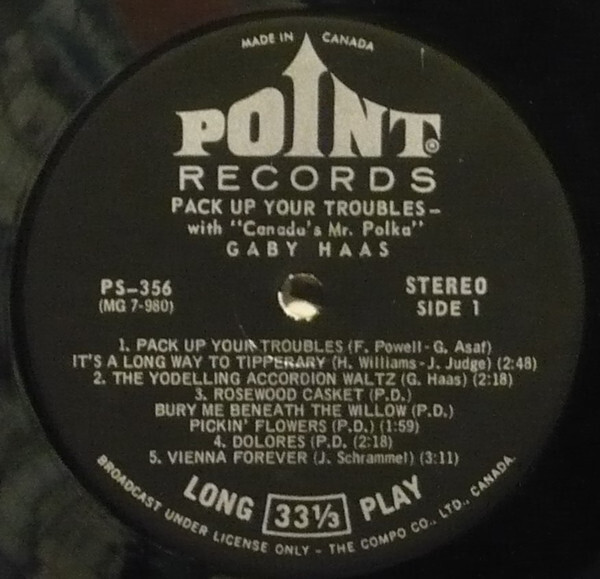 MADE IN CANADA
POINT ®
RECORDS
PACK UP YOUR TROUBLES-
with "Canada's Mr. Polka"
GABY HAAS
PS-356
(MG 7-980)
STEREO
SIDE 1
1. PACK UP YOUR TROUBLES (F. Powell - G. Asaf)
IT'S A LONG WAY TO TIPPERARY (H. Williams - J. Judge) (2:48)
2. THE YODELLING ACCORDION WALTZ (G. Haas) (2:18)
3. ROSEWOOD CASKET (P.D.)
BURY ME BENEATH THE WILLOW (P.D.)
PICKIN' FLOWERS (P.D.) (1:59)
4. DOLORES (P.D. (2:18)
5. VIENNA FOREVER (J. Schrammel) (3:11)
LONG 33⅓ PLAY
BROADCAST UNDER LICENSE ONLY - THE COMPO CO., LTD., CANADA.